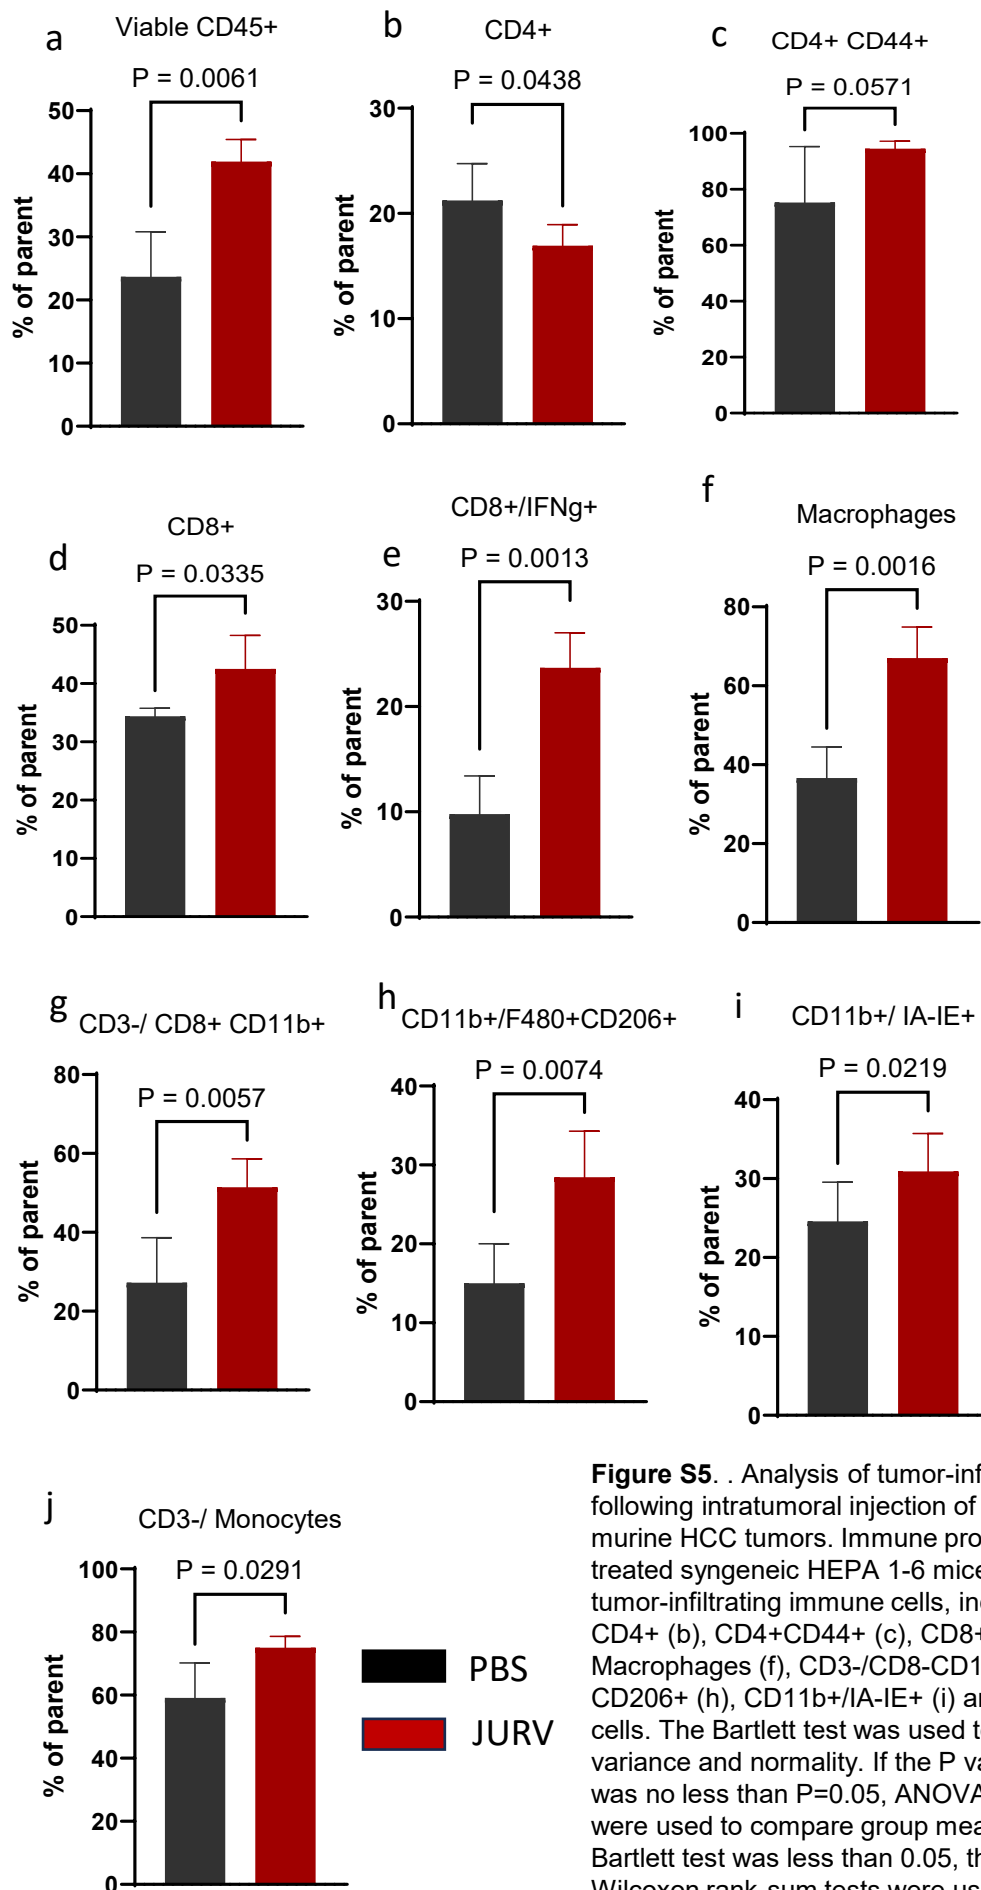 a
Viable CD45+
P = 0.0061
50
40
30
20
10
0
% of parent
b
CD4+
P = 0.0438
30
20
10
0
% of parent
c
CD4+ CD44+
P = 0.0571
100
80
60
40
20
0
% of parent
d
CD8+
P = 0.0335
50
40
30
20
10
0
% of parent
e
CD8+/IFNg+
P = 0.0013
30
20
10
0
% of parent
f
Macrophages
P = 0.0016
80
60
40
20
0
% of parent
g
CD3-/ CD8+ CD11b+
P = 0.0057
80
60
40
20
0
% of parent
h
CD11b+/F480+CD206+
P = 0.0074
40
30
20
10
0
% of parent
i
CD11b+/ IA-IE+
P = 0.0219
40
30
20
10
0
% of parent
j
CD3-/ Monocytes
P = 0.0291
100
80
60
40
20
0
% of parent
PBS
JURV
Figure S5. . Analysis of tumor-inf
following intratumoral injection of
murine HCC tumors. Immune pro
treated syngeneic HEPA 1-6 mice
tumor-infiltrating immune cells, inc
CD4+ (b), CD4+CD44+ (c), CD8+
Macrophages (f), CD3-/CD8-CD1
CD206+ (h), CD11b+/IA-IE+ (i) an
cells. The Bartlett test was used to
variance and normality. If the P va
was no less than P=0.05, ANOVA
were used to compare group mea
Bartlett test was less than 0.05, th
Wilcoxon rank-sum tests were us